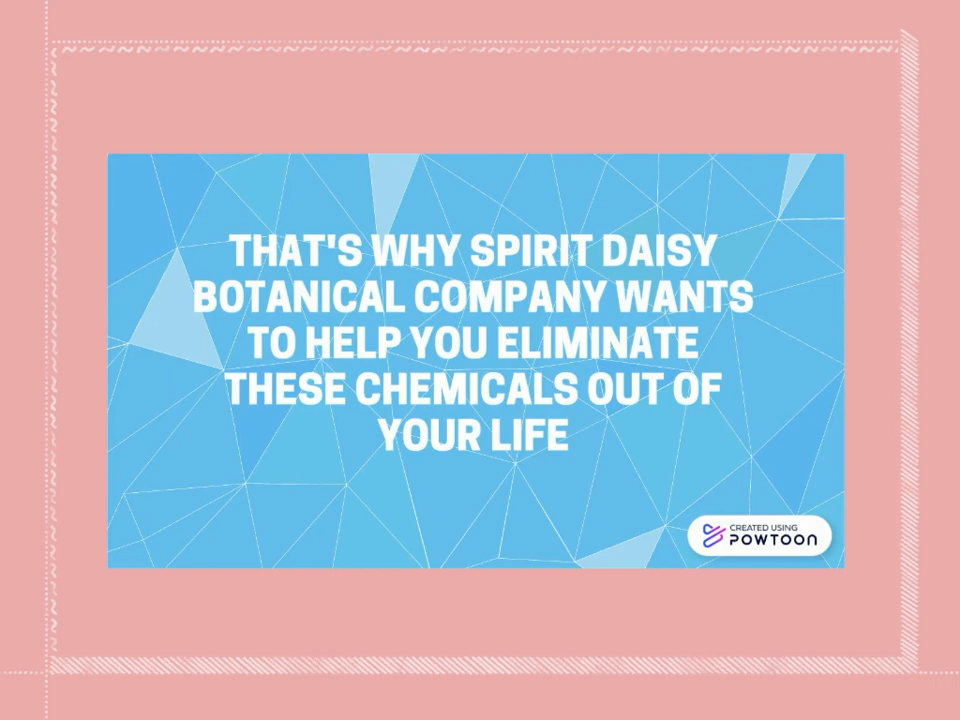 THAT'S WHY SPIRIT DAISY
BOTANICAL COMPANY WANTS
TO HELP YOU ELIMINATE
THESE CHEMICALS OUT OF
YOUR LIFE
CREATED USING
POWTOON